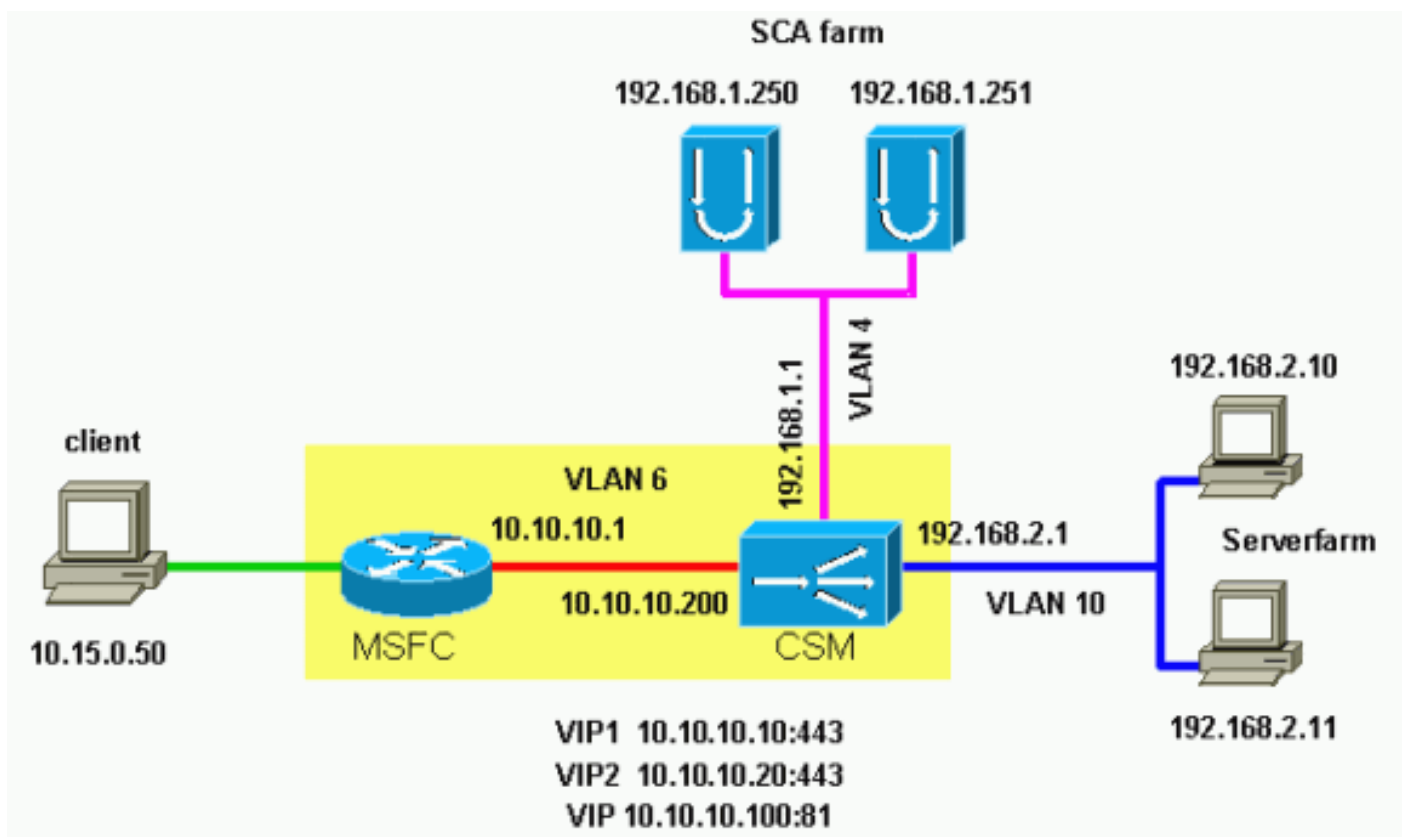 SCA farm
192.168.1.250
192.168.1.251
VLAN 4
192.168.1.1
192.168.2.10
client
VLAN 6
10.10.10.1
192.168.2.1
Serverfarm
10.10.10.200
VLAN 10
10.15.0.50
MSFC
CSM
192.168.2.11
VIP1 10.10.10.10:443
VIP2 10.10.10.20:443
VIP 10.10.10.100:81